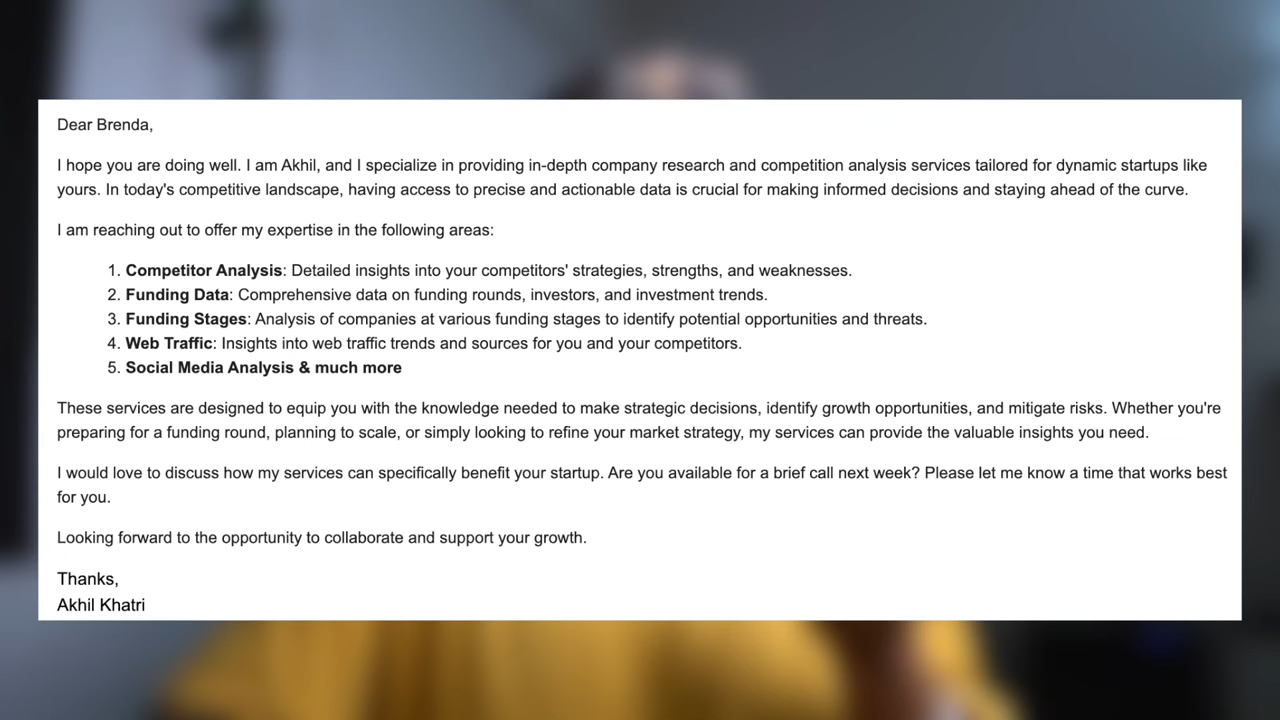 Dear Brenda,
I hope you are doing well. I am Akhil, and I specialize in providing in-depth company research and competition analysis services tailored for dynamic startups like
yours. In today's competitive landscape, having access to precise and actionable data is crucial for making informed decisions and staying ahead of the curve.
I am reaching out to offer my expertise in the following areas:
1. Competitor Analysis: Detailed insights into your competitors' strategies, strengths, and weaknesses.
2. Funding Data: Comprehensive data on funding rounds, investors, and investment trends.
3. Funding Stages: Analysis of companies at various funding stages to identify potential opportunities and threats.
4. Web Traffic: Insights into web traffic trends and sources for you and your competitors.
5. Social Media Analysis & much more
These services are designed to equip you with the knowledge needed to make strategic decisions, identify growth opportunities, and mitigate risks. Whether you're
preparing for a funding round, planning to scale, or simply looking to refine your market strategy, my services can provide the valuable insights you need.
I would love to discuss how my services can specifically benefit your startup. Are you available for a brief call next week? Please let me know a time that works best
for you.
Looking forward to the opportunity to collaborate and support your growth.
Thanks,
Akhil Khatri